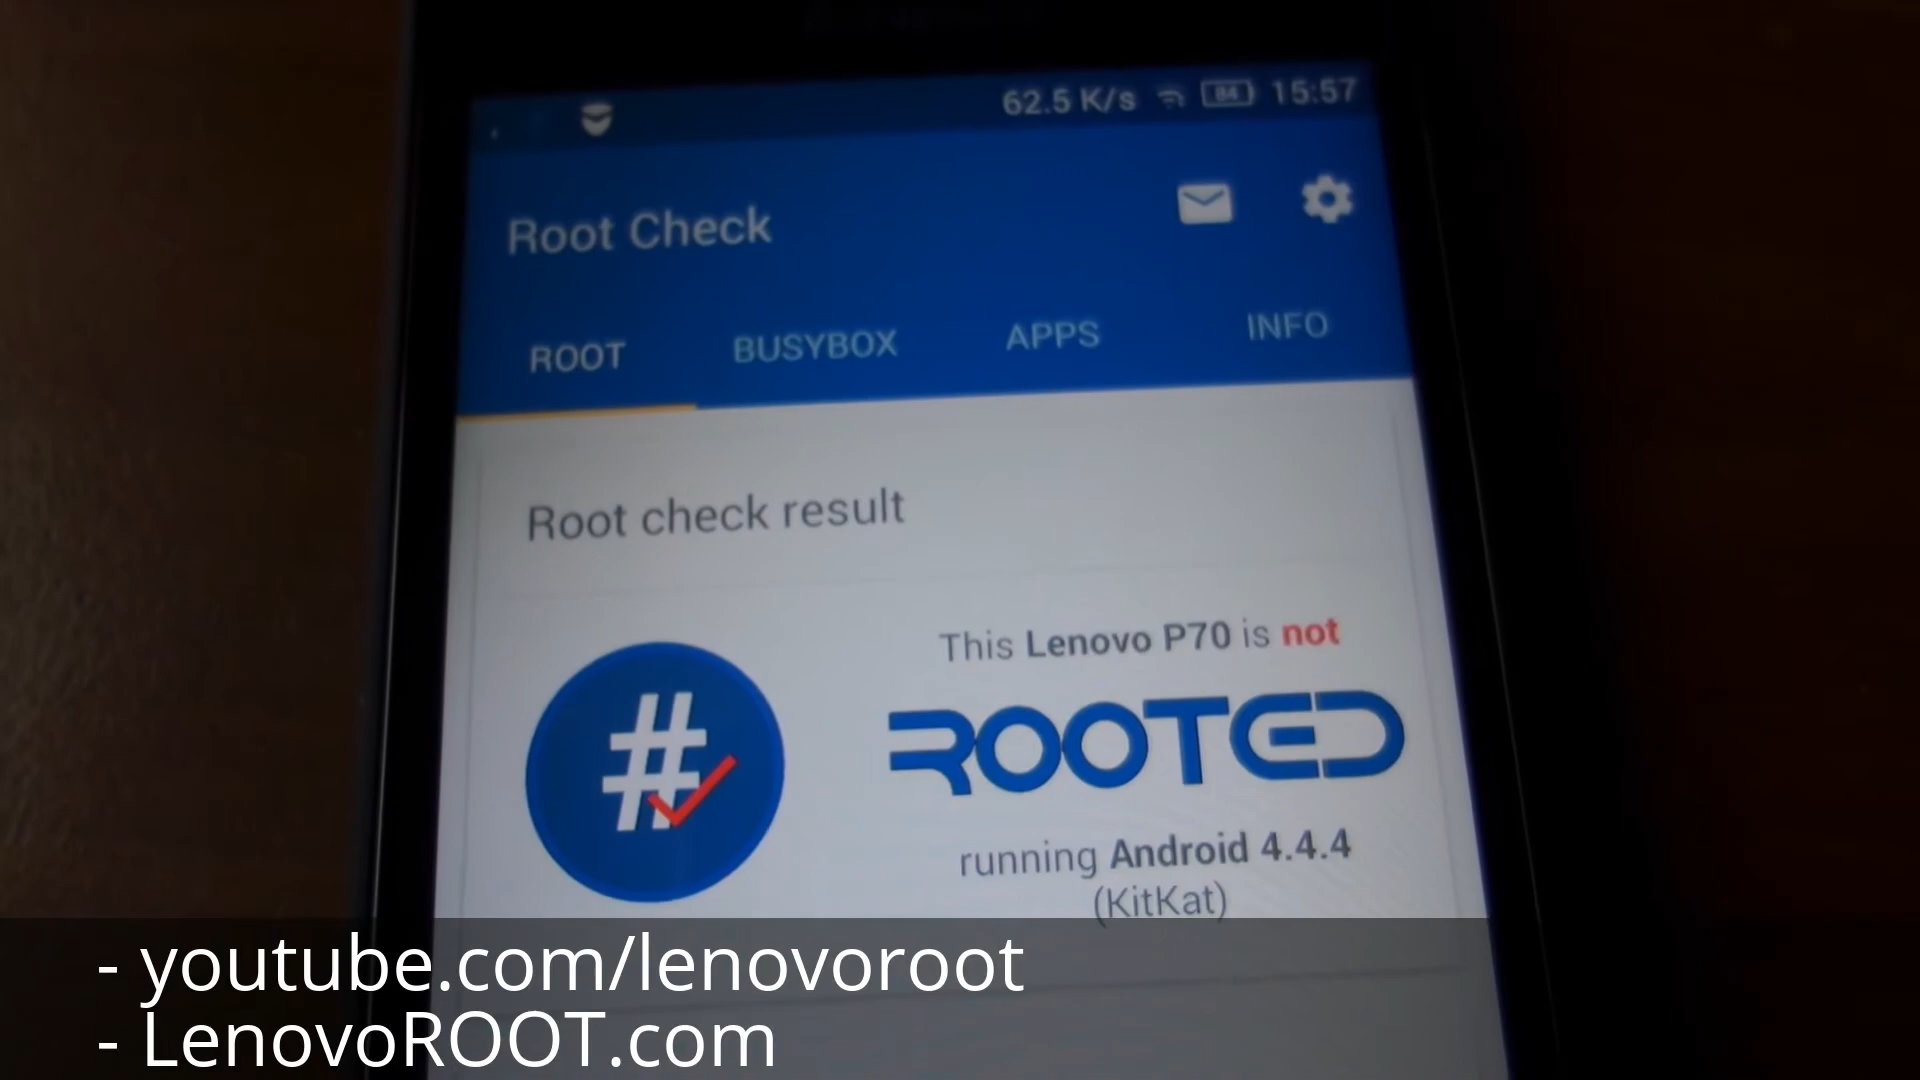 62.5 K/s 84 15:57
Root Check
ROOT BUSYBOX APPS INFO
Root check result
This Lenovo P70 is not
ROOTED
running Android 4.4.4
(KitKat)
- youtube.com/lenovoroot
- LenovoROOT.com